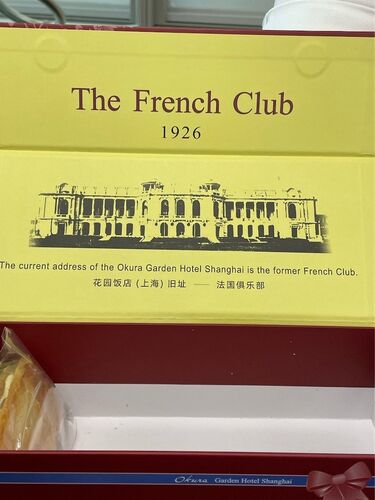 The French Club
1926
The current address of the Okura Garden Hotel Shanghai is the former French Club.
花园饭店 (上海) 旧址 —— 法国俱乐部
Okura Garden Hotel Shanghai